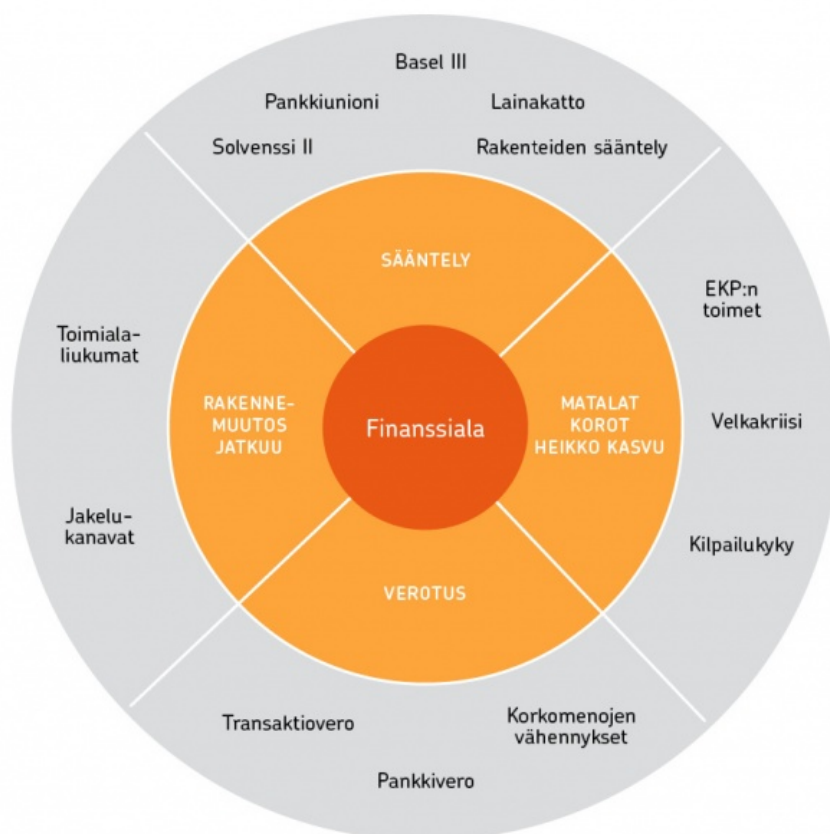 Basel III
Pankkiunioni
Lainakatto
Solvenssi II
Rakenteiden sääntely
SÄÄNTELY
EKP:n
toimet
Toimiala-
liukumat
RAKENNE-
MUUTOS
JATKUU
Finanssiala
MATALAT
KOROT
HEIKKO KASVU
Velkakriisi
Jakelu-
kanavat
Kilpailukyky
VEROTUS
Transaktiovero
Korkomenojen
vähennykset
Pankkivero